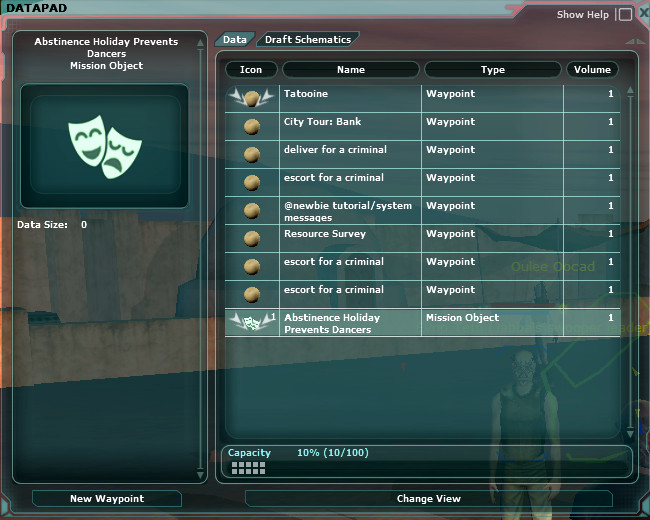 DATAPAD
Show Help
Abstinence Holiday Prevents
Dancers
Mission Object
Data Size: 0
Data Draft Schematics
Icon Name Type Volume
Tatooine Waypoint 1
City Tour: Bank Waypoint 1
deliver for a criminal Waypoint 1
escort for a criminal Waypoint 1
@newbie tutorial/system Waypoint 1
messages
Resource Survey Waypoint 1
escort for a criminal Waypoint 1
escort for a criminal Waypoint 1
1 Abstinence Holiday Mission Object 1
Prevents Dancers
Capacity 10% (10/100)
New Waypoint
Change View